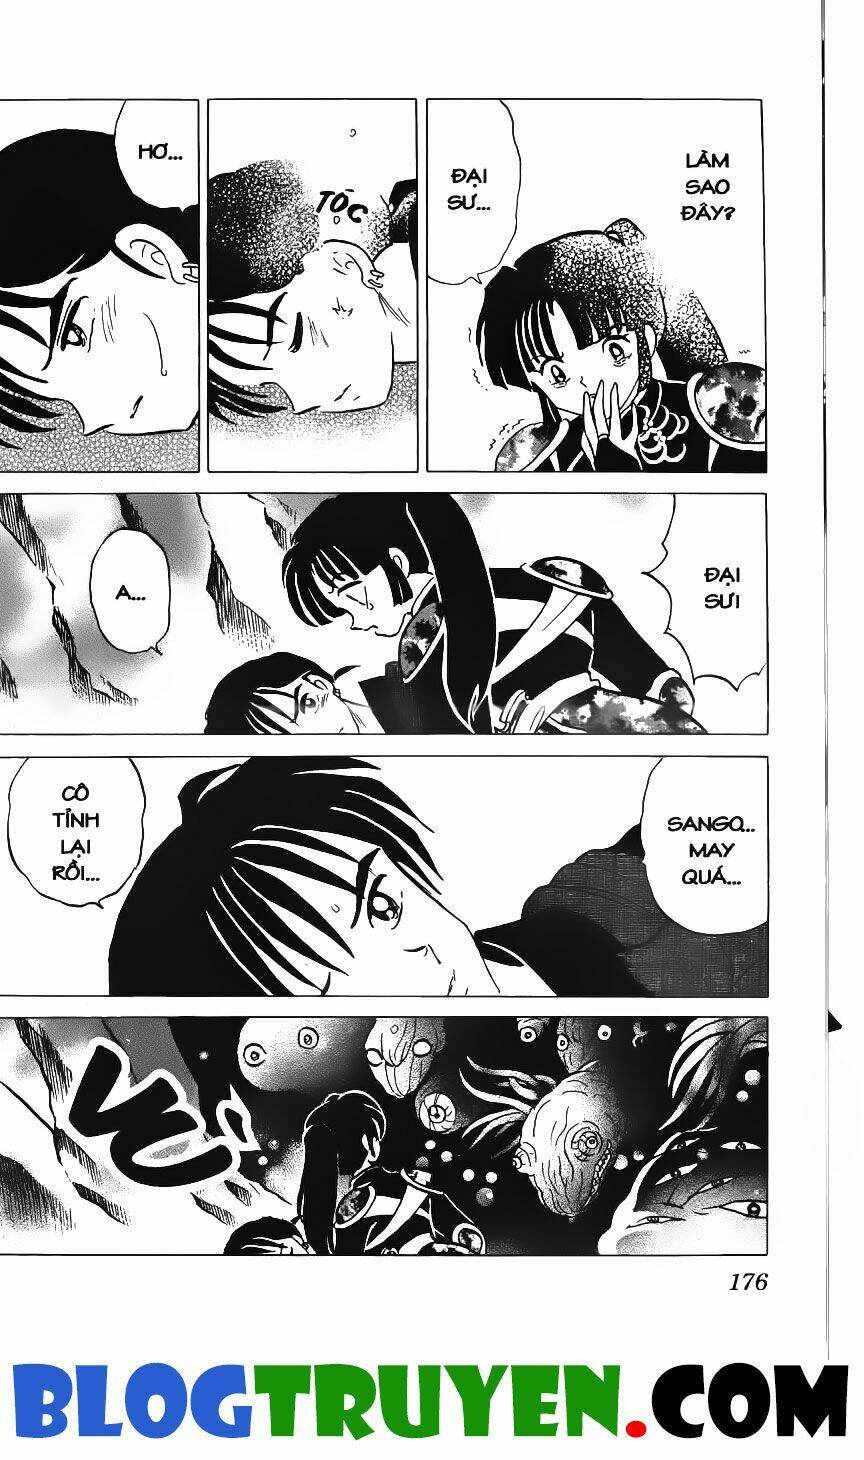 LÀM
SAO
ĐÂY?
ĐẠI
SƯ...
TỘC
HƠ...
ĐẠI
SƯ!
A...
SANGO...
MAY
QUÁ...
CÔ
TỈNH
LẠI
RỒI...
VÙ
176
BLOGTRUYEN.COM